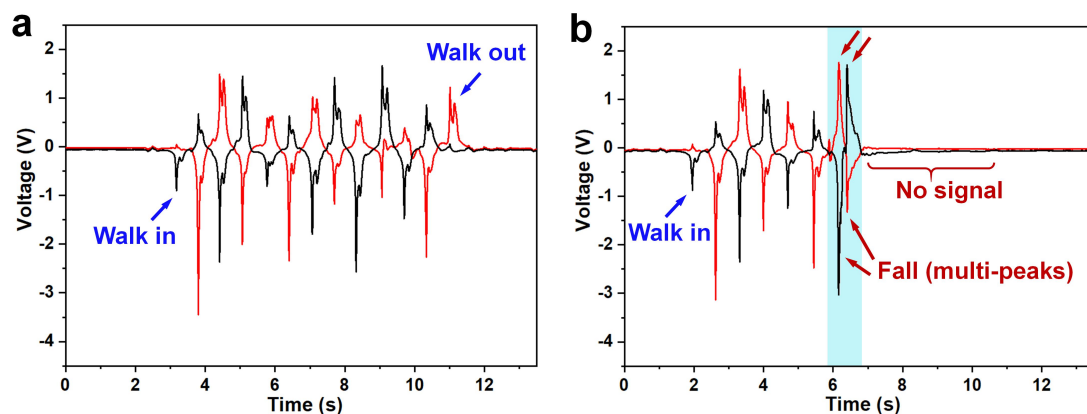 a
2
1
0
-1
-2
-3
-4
Voltage (V)
Walk out
Walk in
0 2 4 6 8 10 12
Time (s)
b
2
1
0
-1
-2
-3
-4
Voltage (V)
Walk in
No signal
Fall (multi-peaks)
0 2 4 6 8 10 12
Time (s)